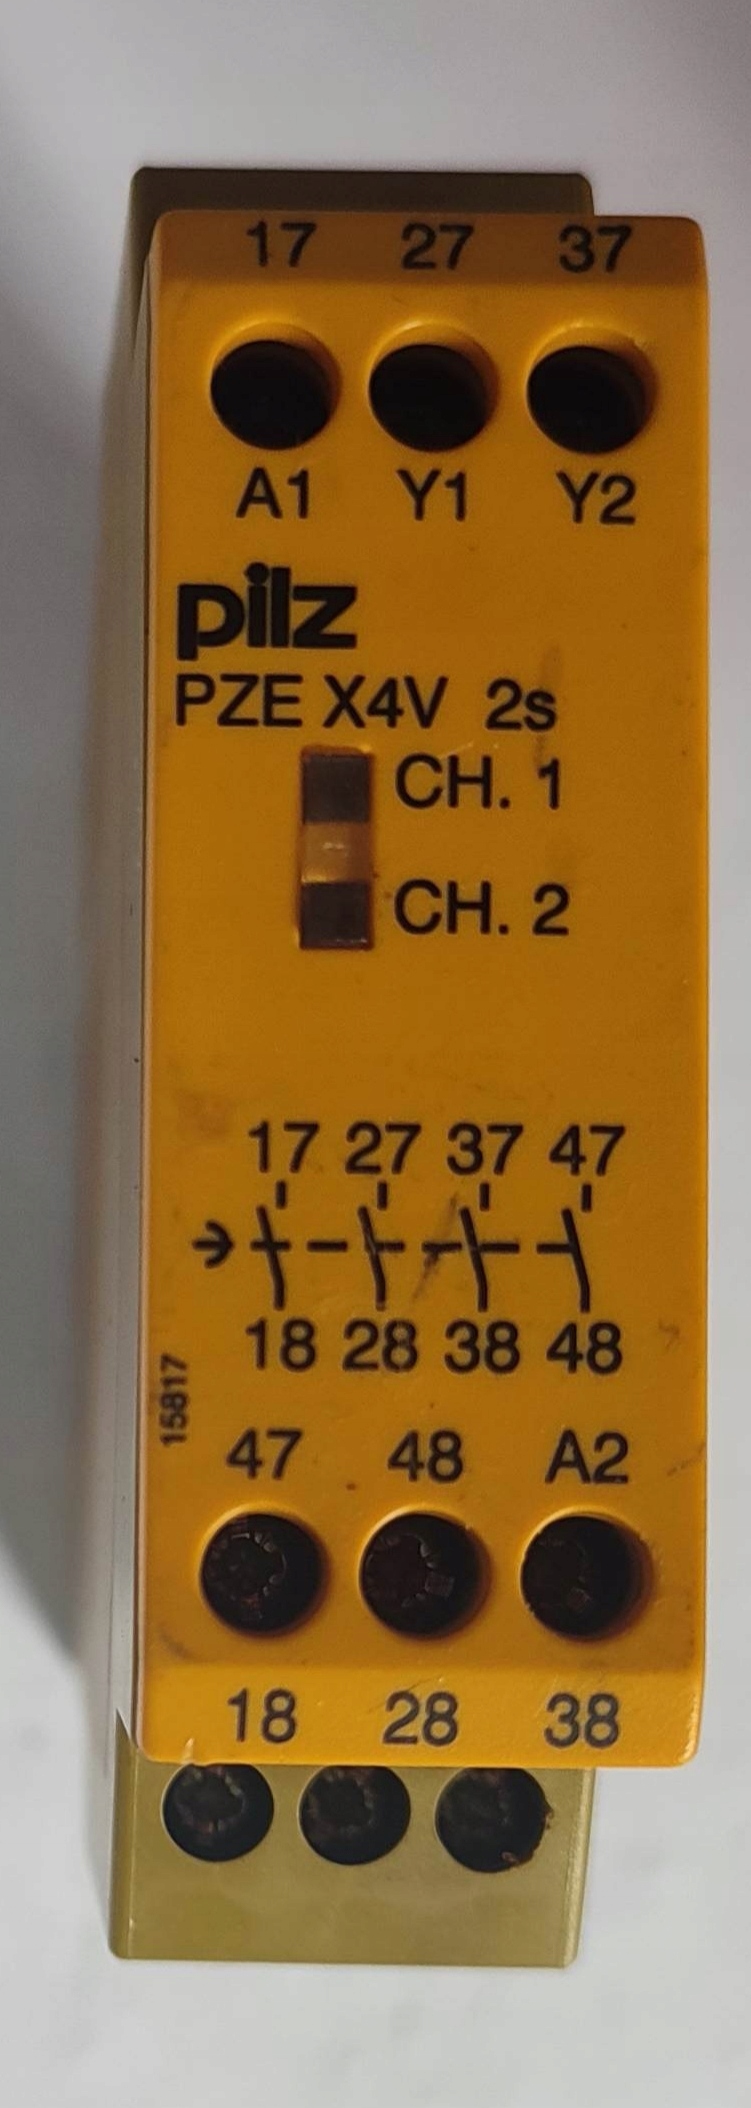 17 27 37
A1 Y1 Y2
pilz
PZE X4V 2s
CH. 1
CH. 2
17 27 37 47
18 28 38 48
15817
47 48 A2
18 28 38